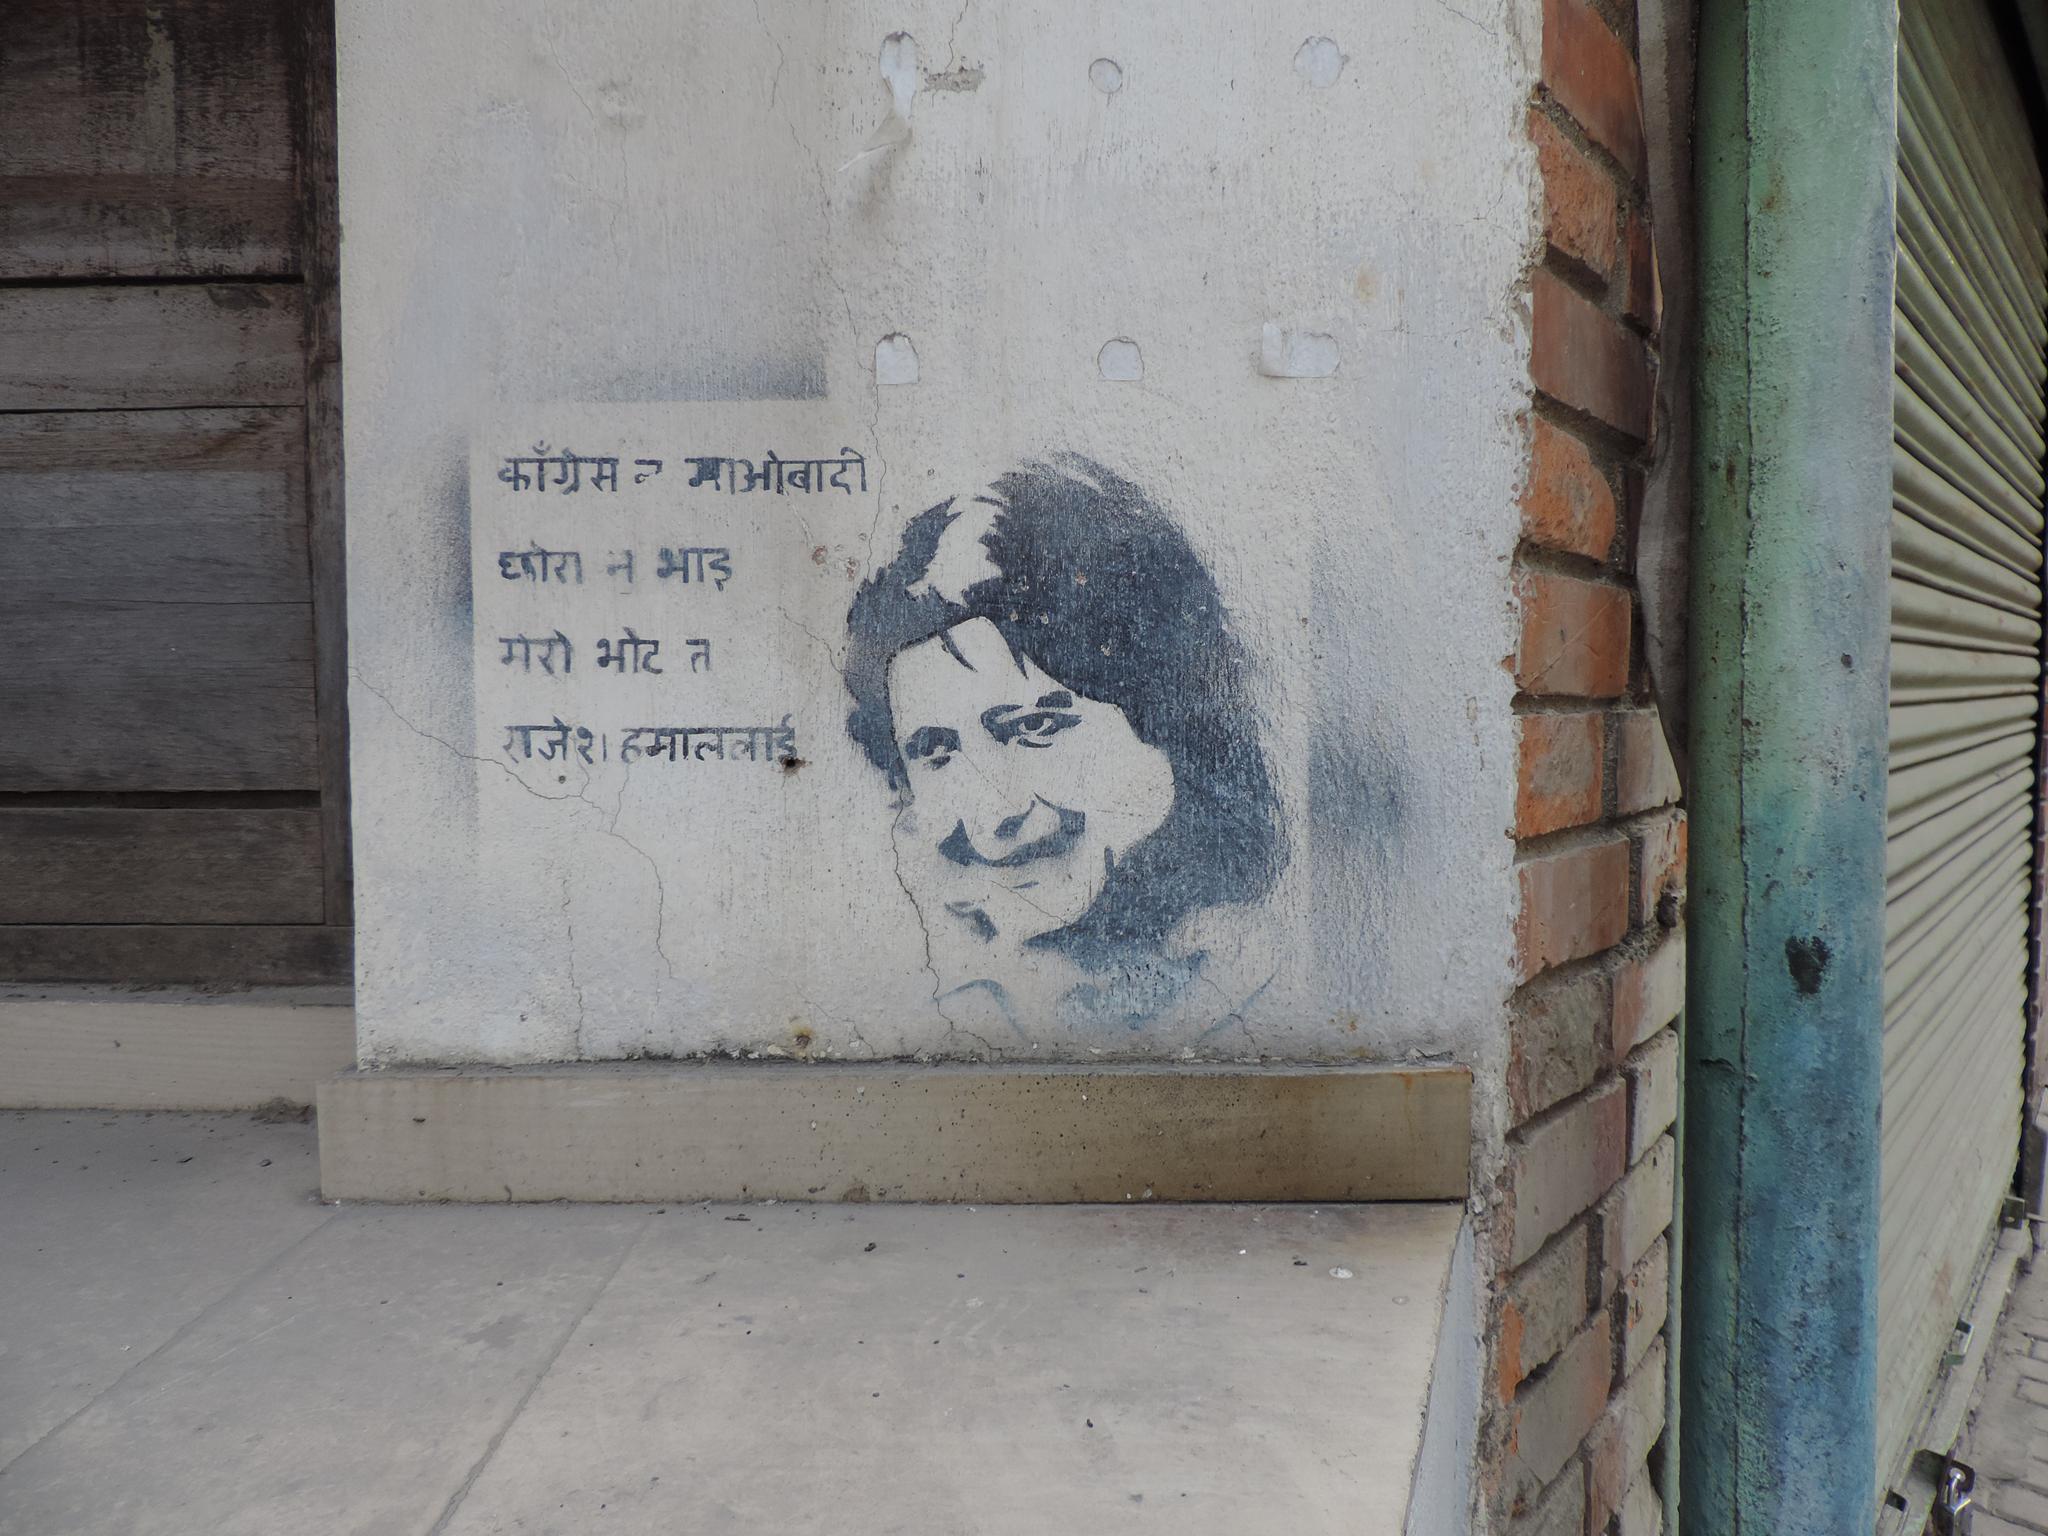 काँग्रेस न माओबादी
छोरा न भाइ
मेरो भोट त
राजेश हमाललाई